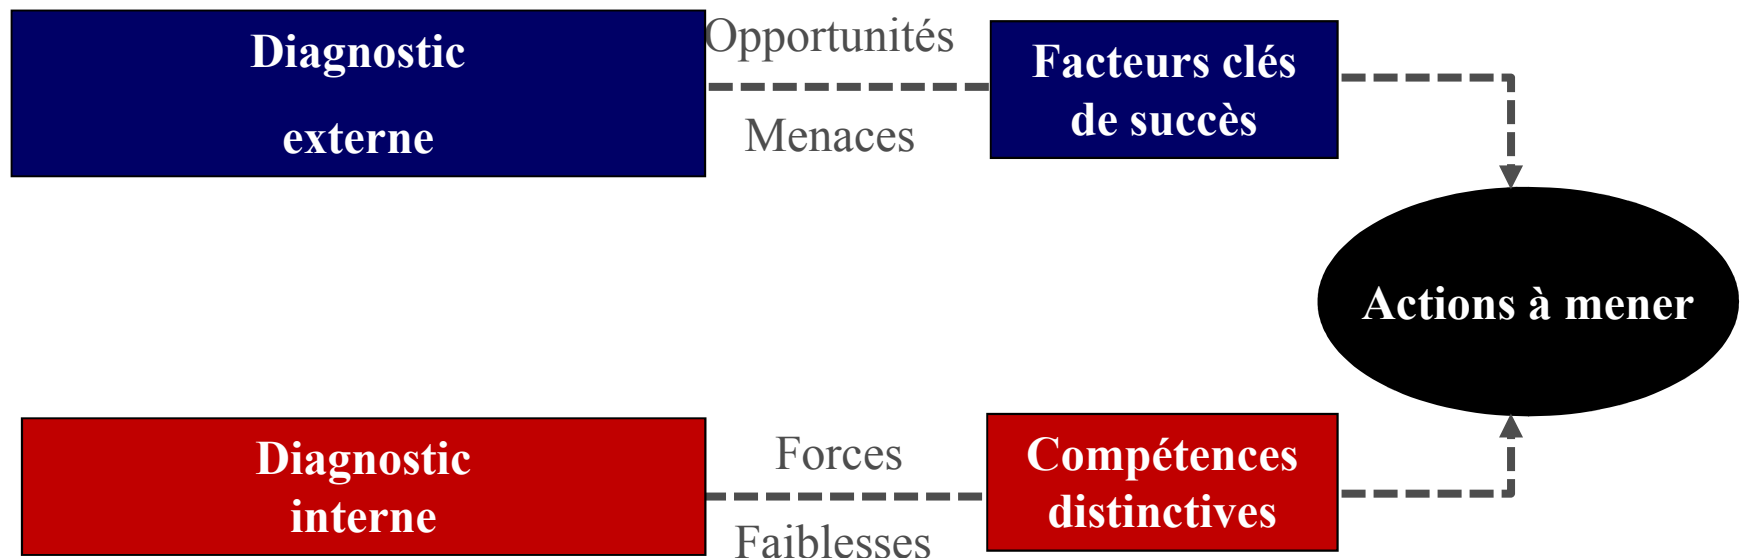 Diagnostic
externe
Opportunités
Menaces
Facteurs clés
de succès
Actions à mener
Diagnostic
interne
Forces
Faiblesses
Compétences
distinctives